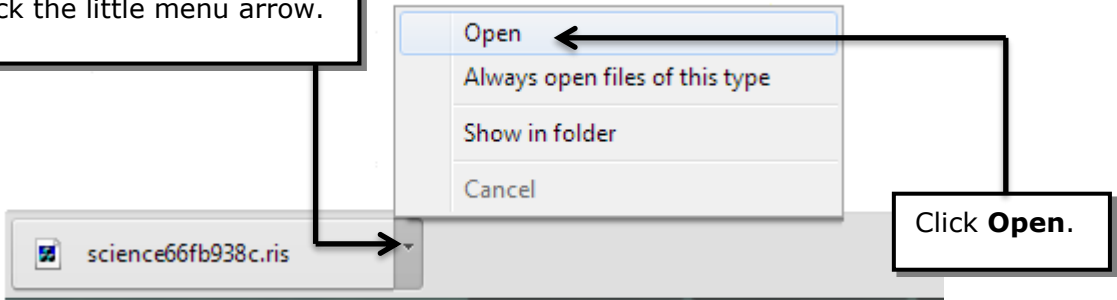 the little menu arrow.
Open
Always open files of this type
Show in folder
Cancel
Click Open.
science66fb938c.ris